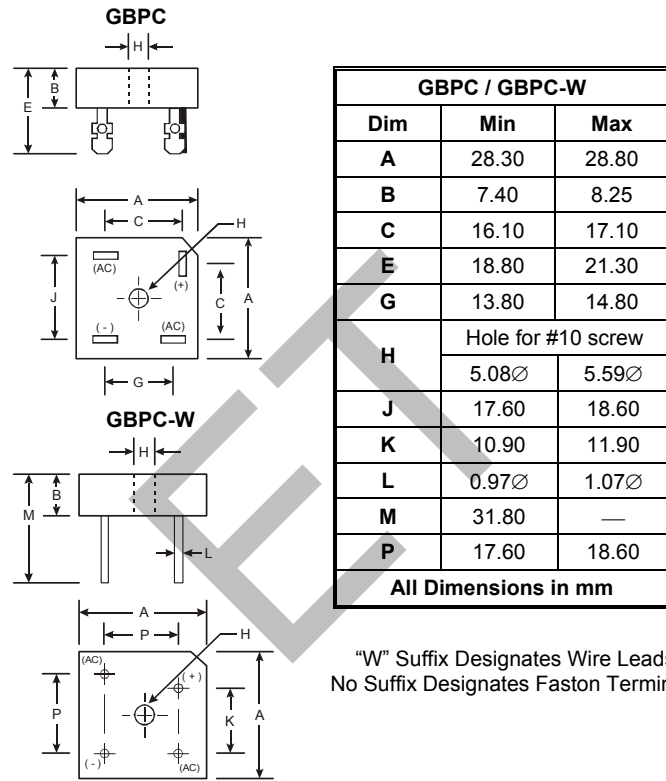 GBPC
H
B
E
A
C
H
(AC)
(+)
J
C
A
(-)
(AC)
G
GBPC-W
H
B
M
L
A
P
H
(AC)
(+)
P
K
A
(-)
(AC)
GBPC / GBPC-W
Dim Min Max
A 28.30 28.80
B 7.40 8.25
C 16.10 17.10
E 18.80 21.30
G 13.80 14.80
H Hole for #10 screw
5.08∅ 5.59∅
J 17.60 18.60
K 10.90 11.90
L 0.97∅ 1.07∅
M 31.80 —
P 17.60 18.60
All Dimensions in mm
“W” Suffix Designates Wire Leads
No Suffix Designates Faston
ET